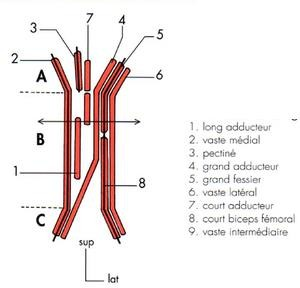 7
4
3
5
2
6
A
B
1
8
C
sup
lat
1. long adducteur
2. vaste médial
3. pectiné
4. grand adducteur
5. grand fessier
6. vaste latéral
7. court adducteur
8. court biceps fémoral
9. vaste intermédiaire